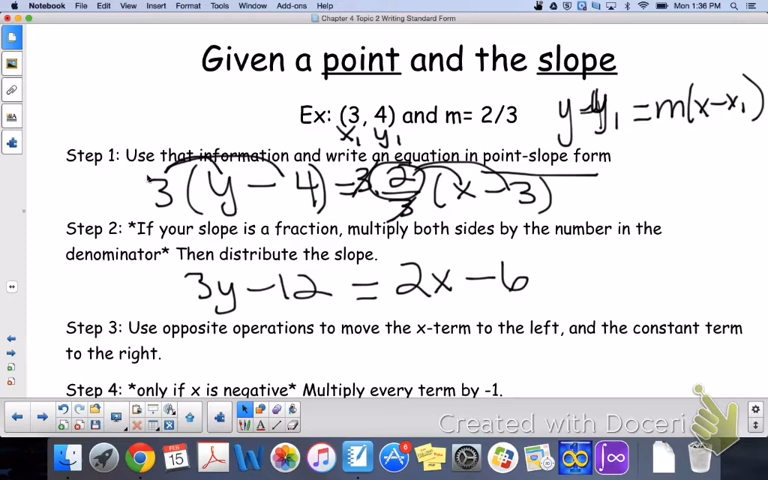 Notebook File Edit View Insert Format Tools Window Add-ons Help Mon 1:36 PM
Chapter 4 Topic 2 Writing Standard Form
Given a point and the slope
Ex: (3, 4) and m= 2/3
x₁ y₁
y-y₁ = m(x-x₁)
Step 1: Use that information and write an equation in point-slope form
3(y - 4) = 3 · 2/3 (x - 3)
Step 2: *If your slope is a fraction, multiply both sides by the number in the
denominator* Then distribute the slope.
3y - 12 = 2x - 6
Step 3: Use opposite operations to move the x-term to the left, and the constant term
to the right.
Step 4: *only if x is negative* Multiply every term by -1.
Created with Doceri
FEB
15